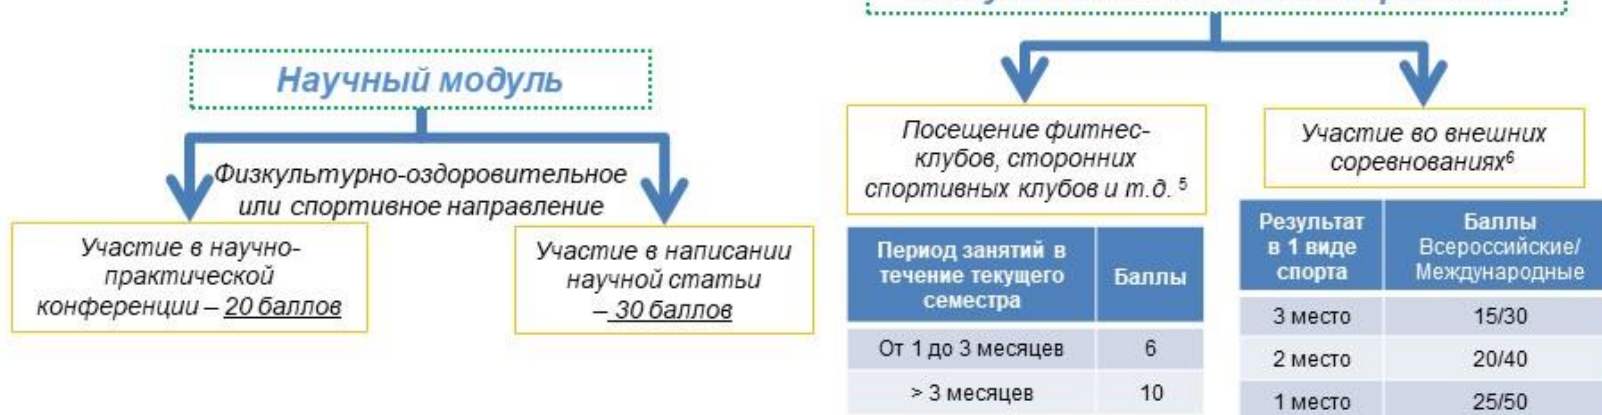 Научный модуль
Физкультурно-оздоровительное
или спортивное направление
Участие в научно-
практической
конференции – 20 баллов
Участие в написании
научной статьи
– 30 баллов
Посещение фитнес-
клубов, сторонних
спортивных клубов и т.д. 5
Период занятий в
течение текущего
семестра
Баллы
От 1 до 3 месяцев 6
> 3 месяцев 10
Участие во внешних
соревнованиях6
Результат
в 1 виде
спорта
Баллы
Всероссийские/
Международные
3 место 15/30
2 место 20/40
1 место 25/50